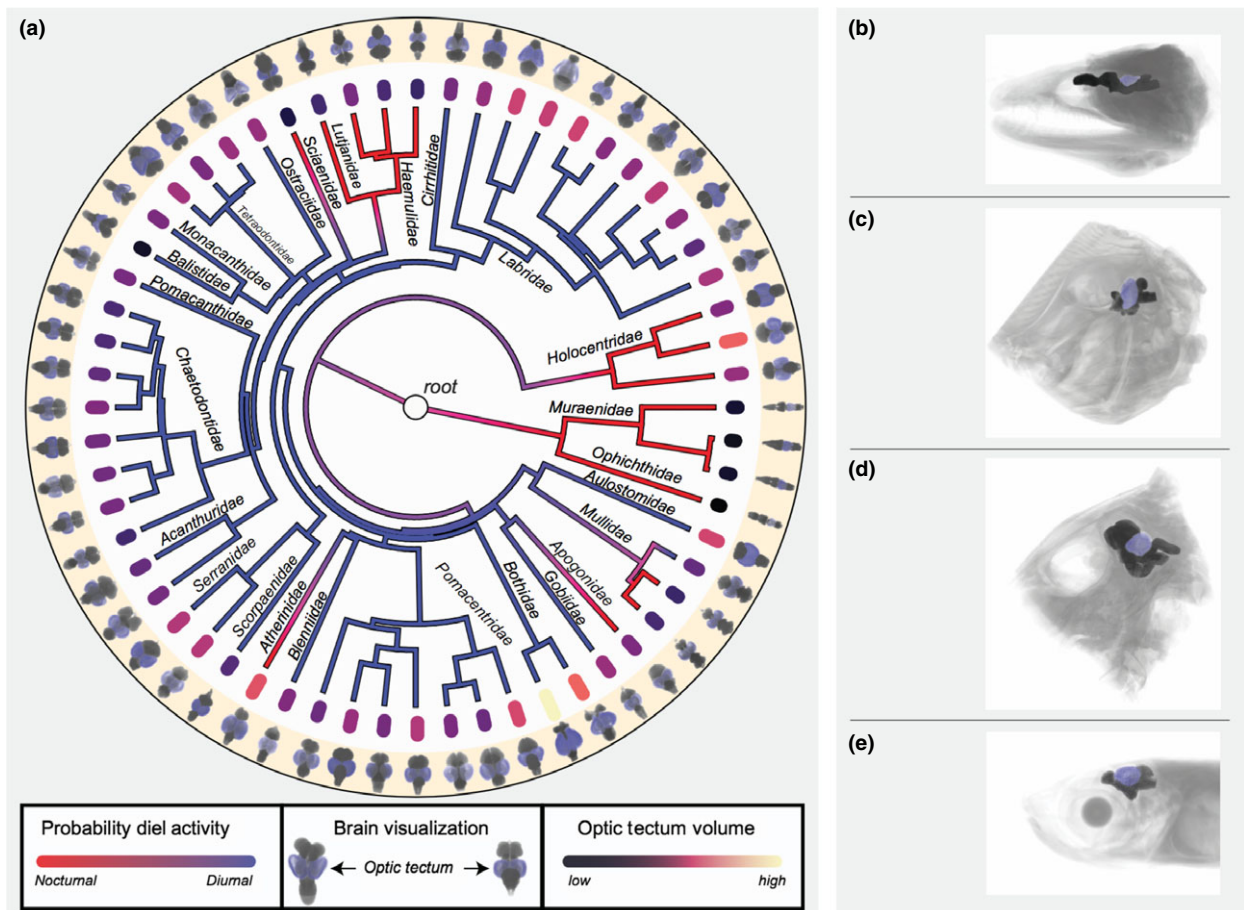 (a)
Ostraciidae
Sciaenidae
Lutjanidae
Haemulidae
Cirrhitidae
Labridae
Tetraodontidae
Monacanthidae
Balistidae
Pomacanthidae
Chaetodontidae
Acanthuridae
Serranidae
Scorpaenidae
Atherinidae
Blenniidae
Pomacentridae
Bothidae
Gobiidae
Apogonidae
Mullidae
Aulostomidae
Ophichthidae
Muraenidae
Holocentridae
root
Probability diel activity
Nocturnal Diurnal
Brain visualization
Optic tectum
Optic tectum volume
low high
(b)
(c)
(d)
(e)